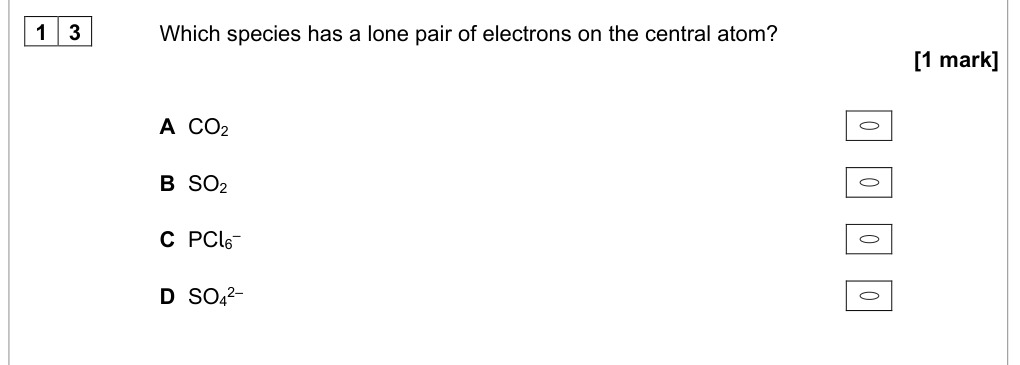 1 3 Which species has a lone pair of electrons on the central atom?
[1 mark]
A CO₂
B SO₂
C PCl₆⁻
D SO₄²⁻